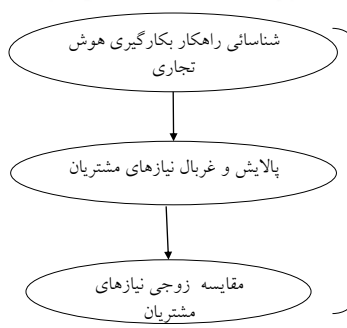 شناسائی راهکار بکارگیری هوش
تجاری
پالایش و غربال نیازهای مشتریان
مقایسه زوجی نیازهای
مشتریان